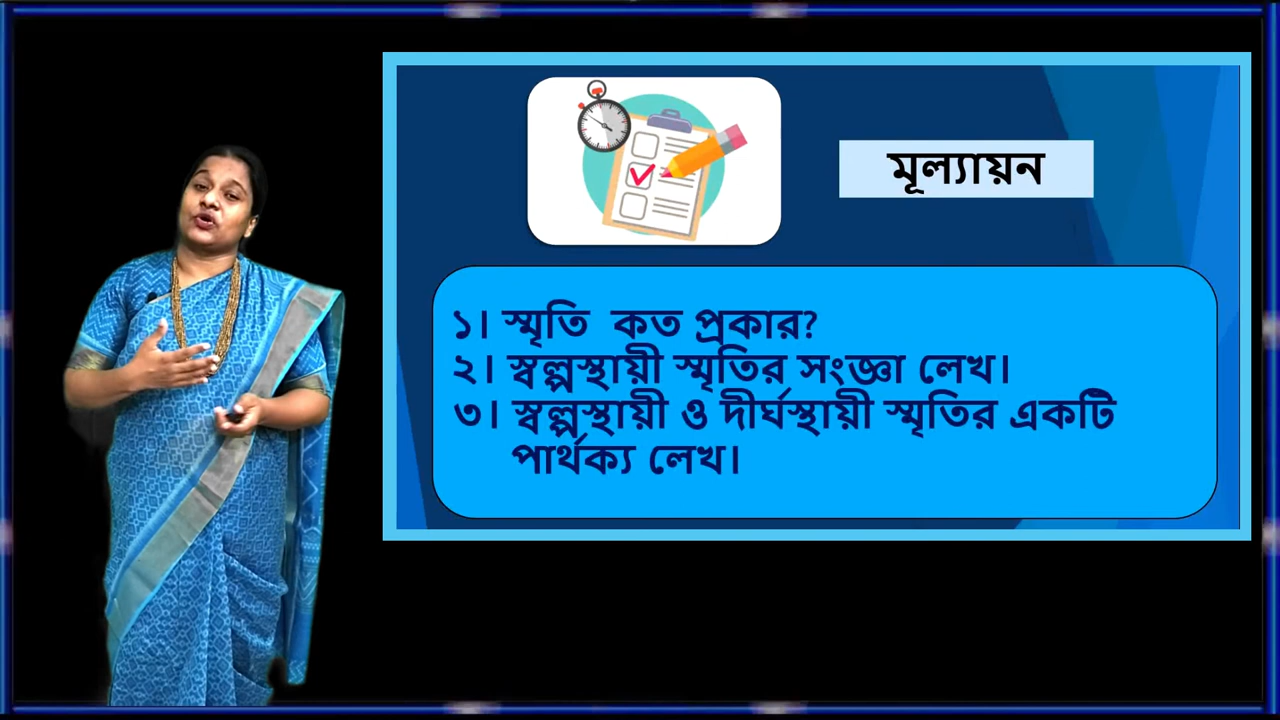 মূল্যায়ন
১। স্মৃতি কত প্রকার?
২। স্বল্পস্থায়ী স্মৃতির সংজ্ঞা লেখ।
৩। স্বল্পস্থায়ী ও দীর্ঘস্থায়ী স্মৃতির একটি
পার্থক্য লেখ।